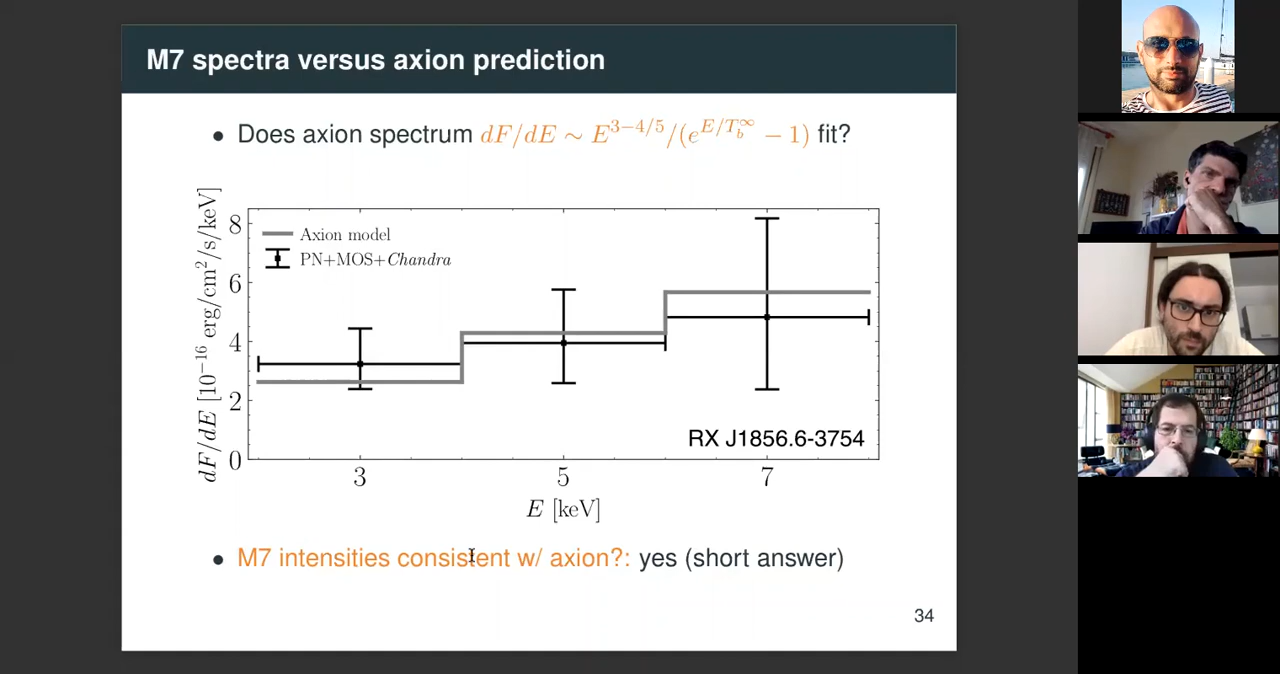 M7 spectra versus axion prediction
• Does axion spectrum dF/dE ∼ E^{3−4/5}/(e^{E/T_b^∞} − 1) fit?
dF/dE [10^{−16} erg/cm^2/s/keV]
8
6
4
2
0
Axion model
PN+MOS+Chandra
RX J1856.6-3754
3 5 7
E [keV]
• M7 intensities consistent w/ axion?: yes (short answer)
34